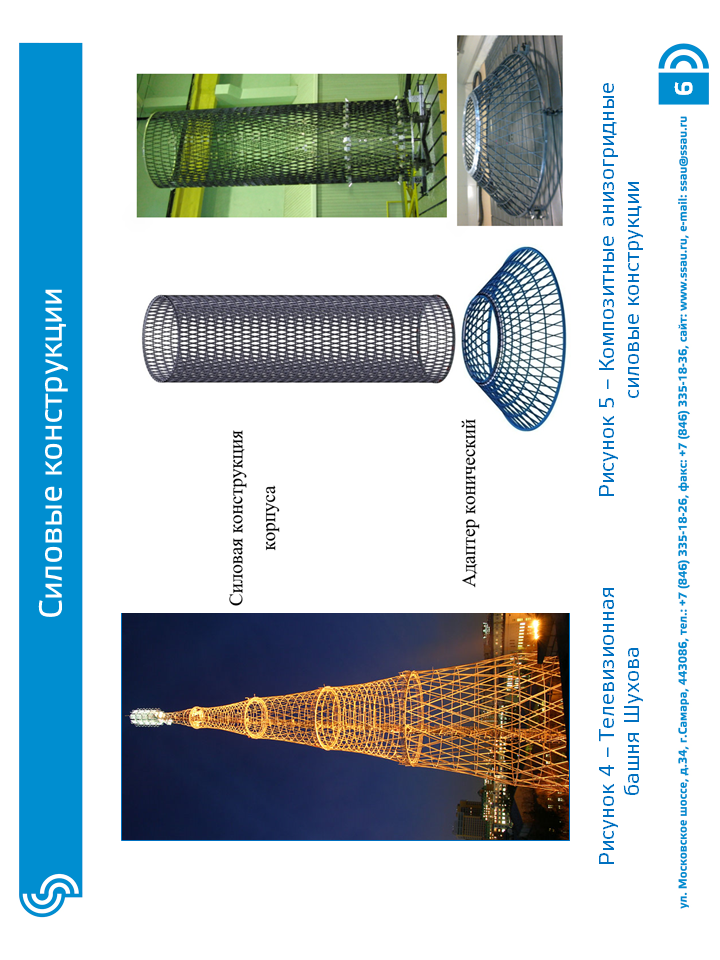 Силовые конструкции
Силовая конструкция
корпуса
Адаптер конический
Рисунок 4 – Телевизионная
башня Шухова
Рисунок 5 – Композитные анизогридные
силовые конструкции
ул. Московское шоссе, д.34, г.Самара, 443086, тел.: +7 (846) 335-18-26, факс: +7 (846) 335-18-36, сайт: www.ssau.ru, e-mail: ssau@ssau.ru
6